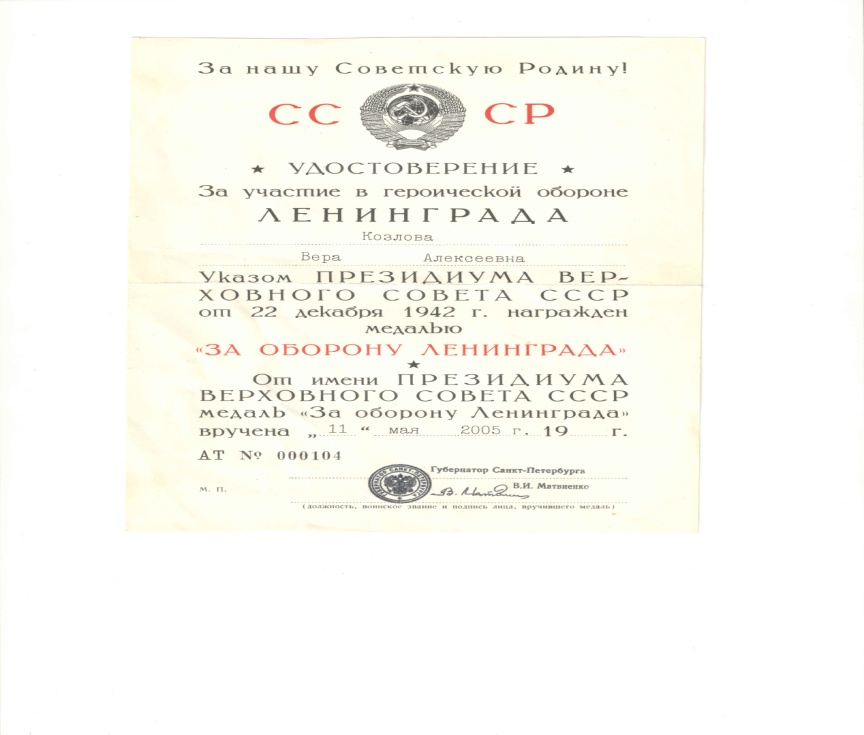 За нашу Советскую Родину!
СС СР
УДОСТОВЕРЕНИЕ
За участие в героической обороне
ЛЕНИНГРАДА
Козлова
Вера Алексеевна
Указом ПРЕЗИДИУМА ВЕР-
ХОВНОГО СОВЕТА СССР
от 22 декабря 1942 г. награжден
медалью
«ЗА ОБОРОНУ ЛЕНИНГРАДА»
От имени ПРЕЗИДИУМА
ВЕРХОВНОГО СОВЕТА СССР
медаль «За оборону Ленинграда»
вручена „ 11 “ мая 2005 г. 19 г.
АТ № 000104
Губернатор Санкт-Петербурга
М. П. В.И. Матвиенко
(должность, воинское звание и подпись лица, вручившего медаль)